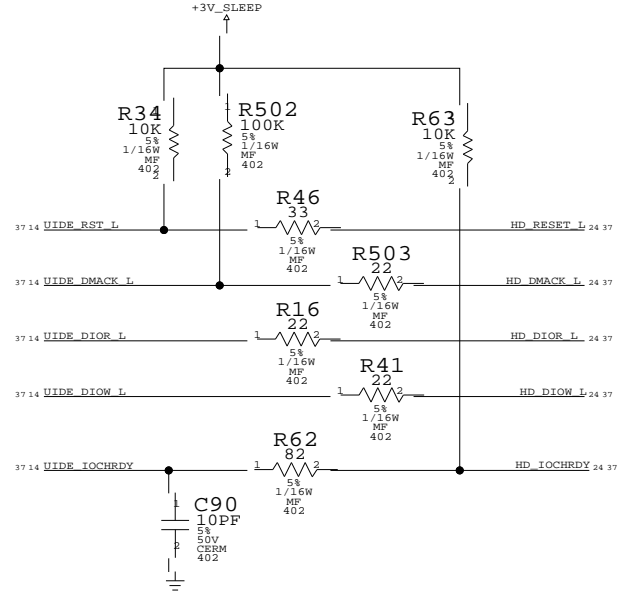 +3V_SLEEP
R34
10K
5%
1/16W
MF
402
2
1
R502
100K
5%
1/16W
MF
402
2
R63
10K
5%
1/16W
MF
402
2
37 14 UIDE_RST_L
1
R46
33
2
5%
1/16W
MF
402
HD_RESET_L 24 37
37 14 UIDE_DMACK_L
1
R503
22
2
5%
1/16W
MF
402
HD_DMACK_L 24 37
37 14 UIDE_DIOR_L
1
R16
22
2
5%
1/16W
MF
402
HD_DIOR_L 24 37
37 14 UIDE_DIOW_L
1
R41
22
2
5%
1/16W
MF
402
HD_DIOW_L 24 37
37 14 UIDE_IOCHRDY
1
R62
82
2
5%
1/16W
MF
402
HD_IOCHRDY 24 37
1
C90
10PF
5%
50V
CERM
402
2